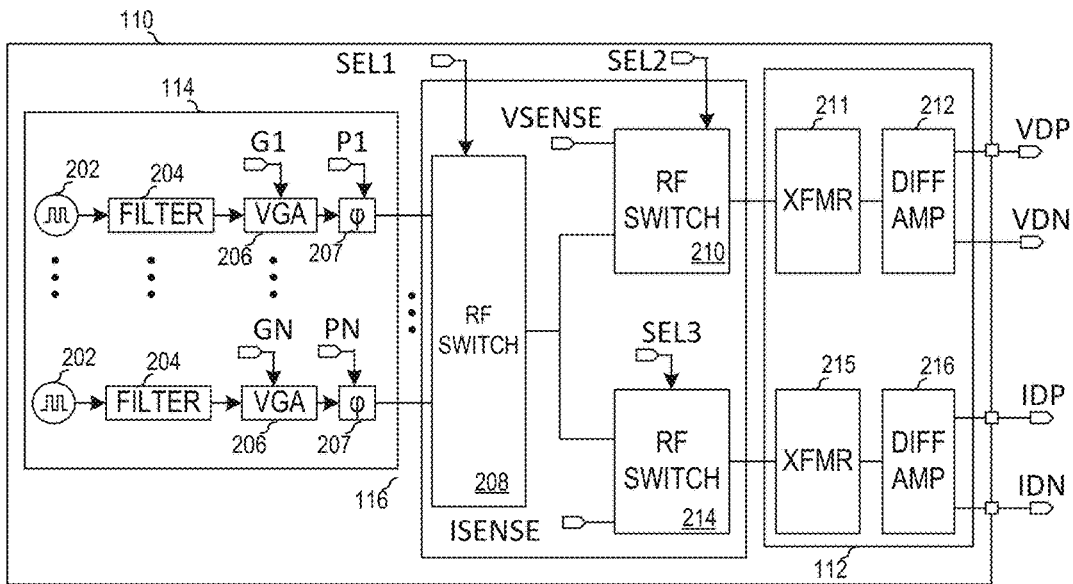 110
SEL1
SEL2
114
VSENSE
211
212
VDP
G1
P1
202
204
FILTER
VGA
φ
206
207
RF
SWITCH
210
XFMR
DIFF
AMP
VDN
RF
SWITCH
208
GN
PN
202
204
FILTER
VGA
φ
206
207
116
SEL3
215
216
IDP
RF
SWITCH
214
XFMR
DIFF
AMP
IDN
ISENSE
112